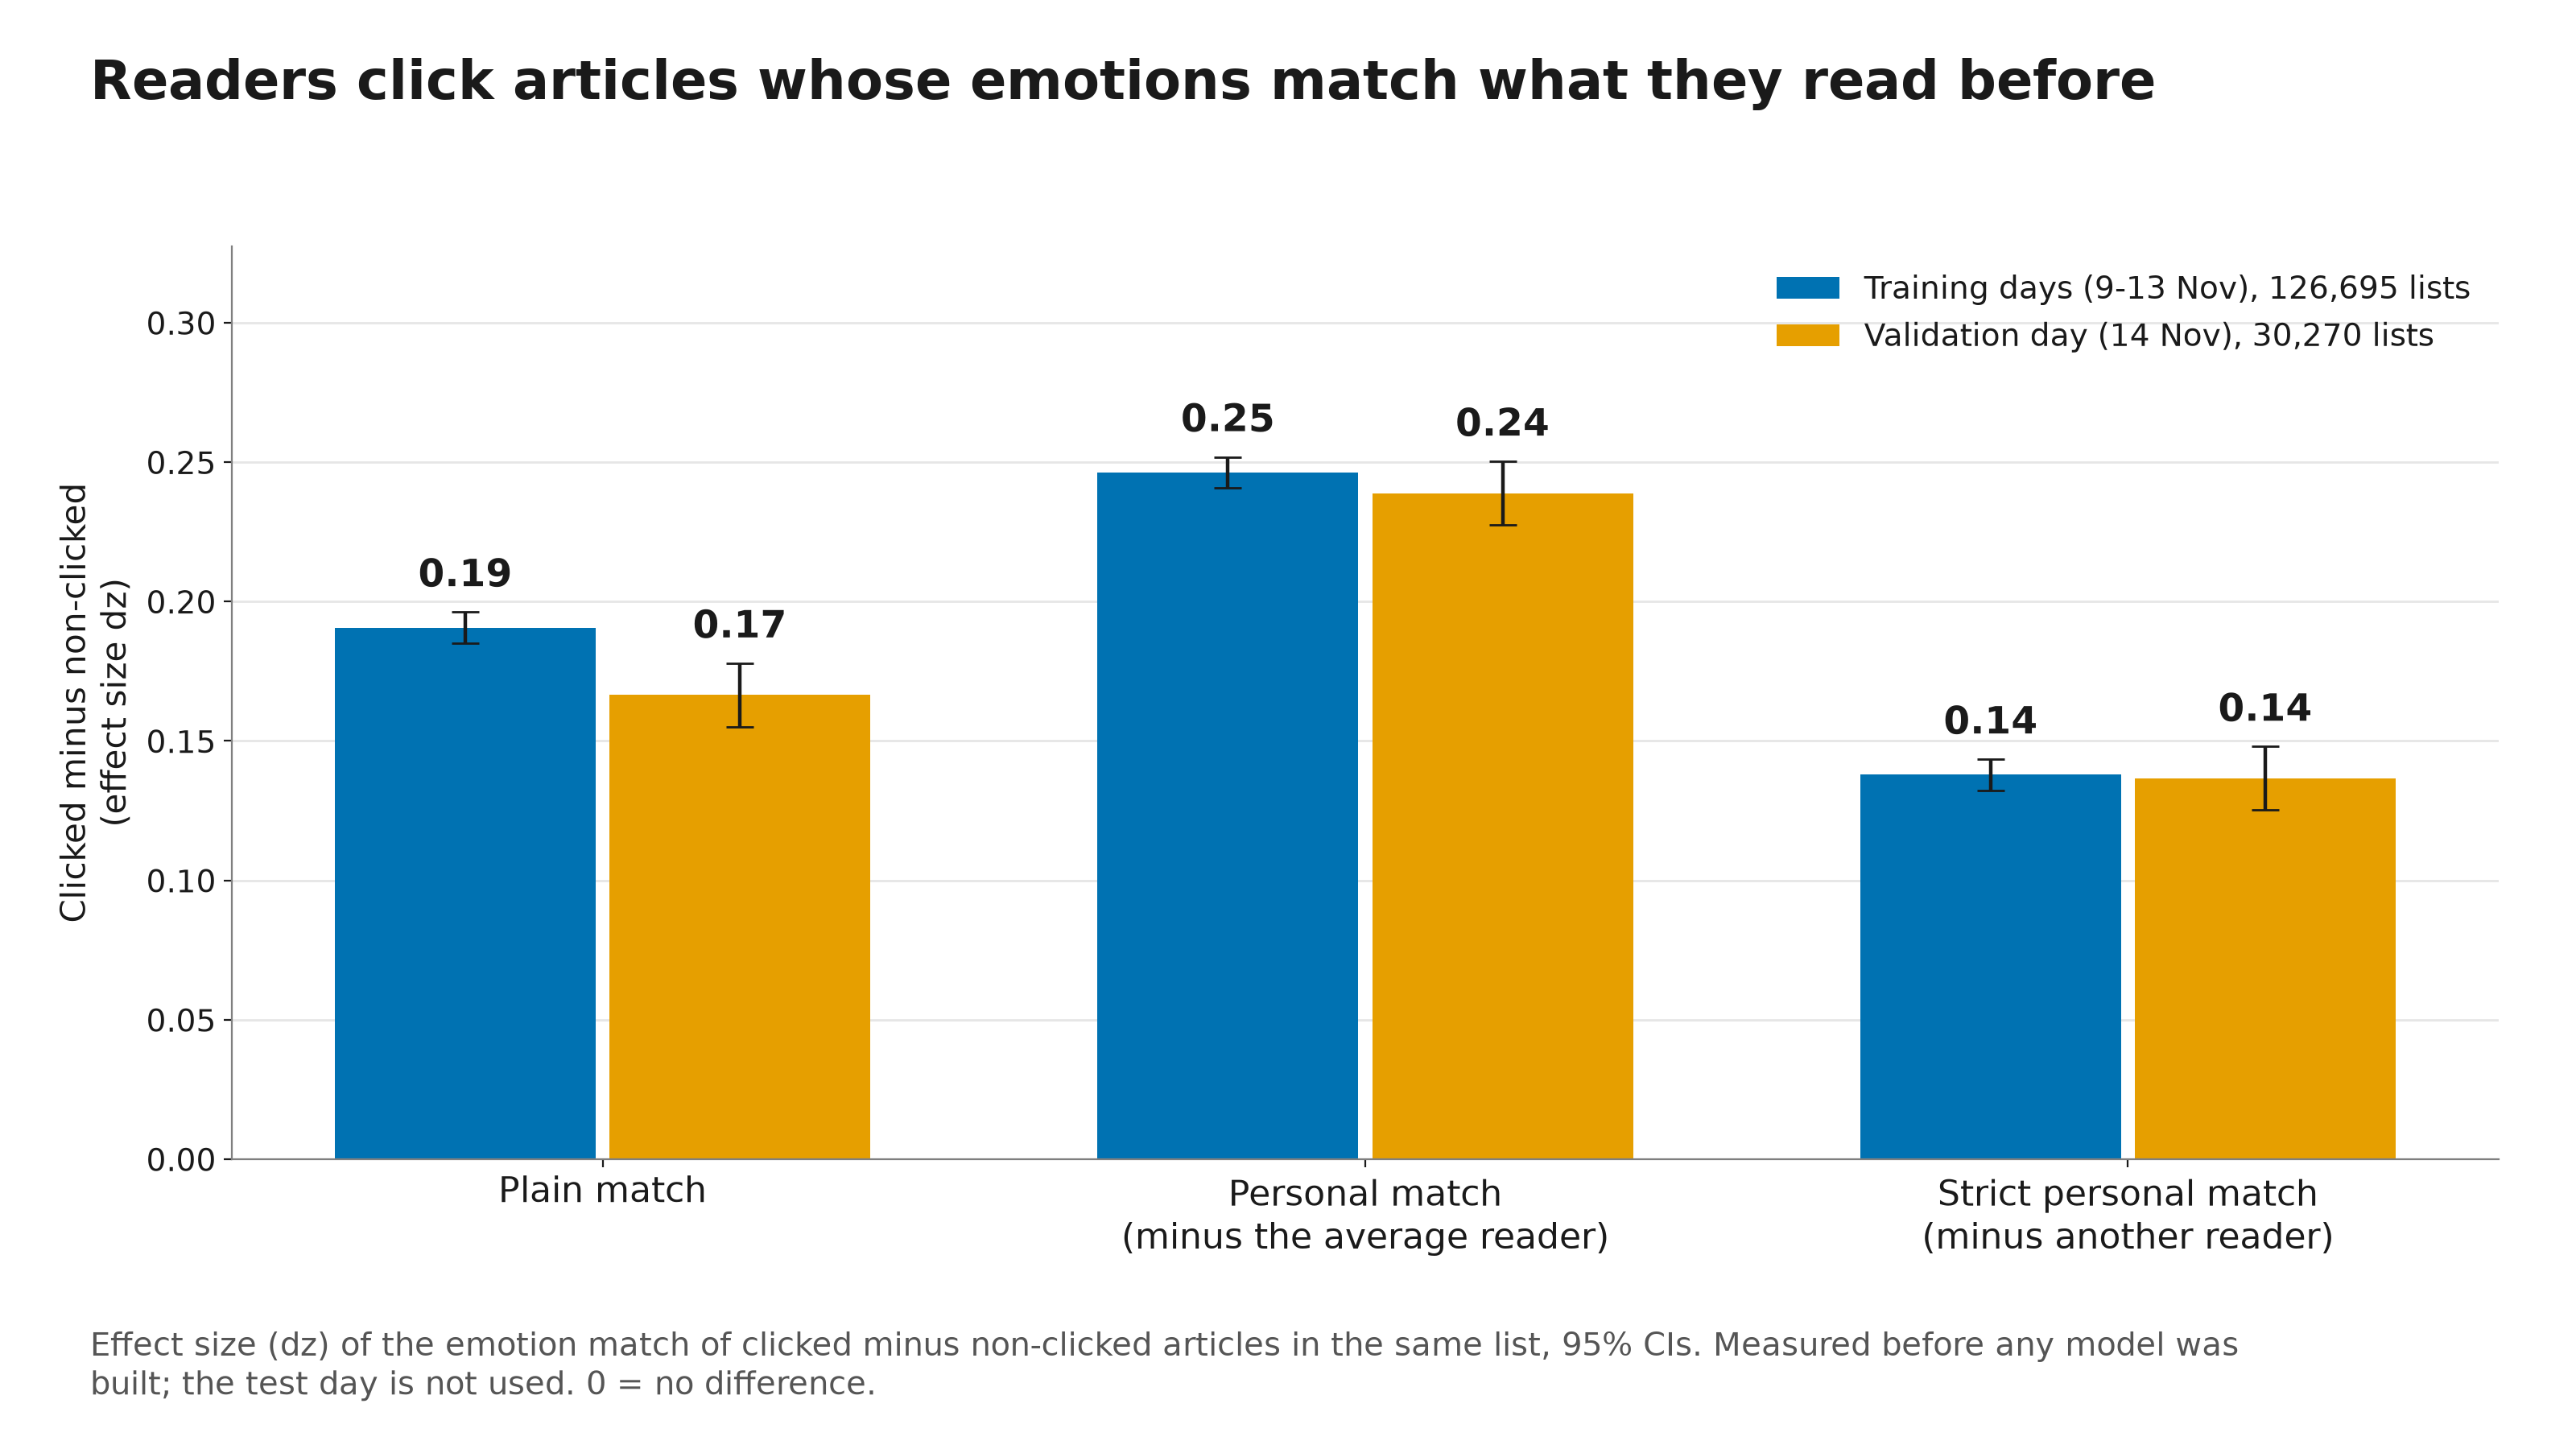 Readers click articles whose emotions match what they read before
Training days (9-13 Nov), 126,695 lists
Validation day (14 Nov), 30,270 lists
Clicked minus non-clicked
(effect size dz)
0.30
0.25
0.20
0.15
0.10
0.05
0.00
0.19
0.17
0.25
0.24
0.14
0.14
Plain match
Personal match
(minus the average reader)
Strict personal match
(minus another reader)
Effect size (dz) of the emotion match of clicked minus non-clicked articles in the same list, 95% CIs. Measured before any model was
built; the test day is not used. 0 = no difference.